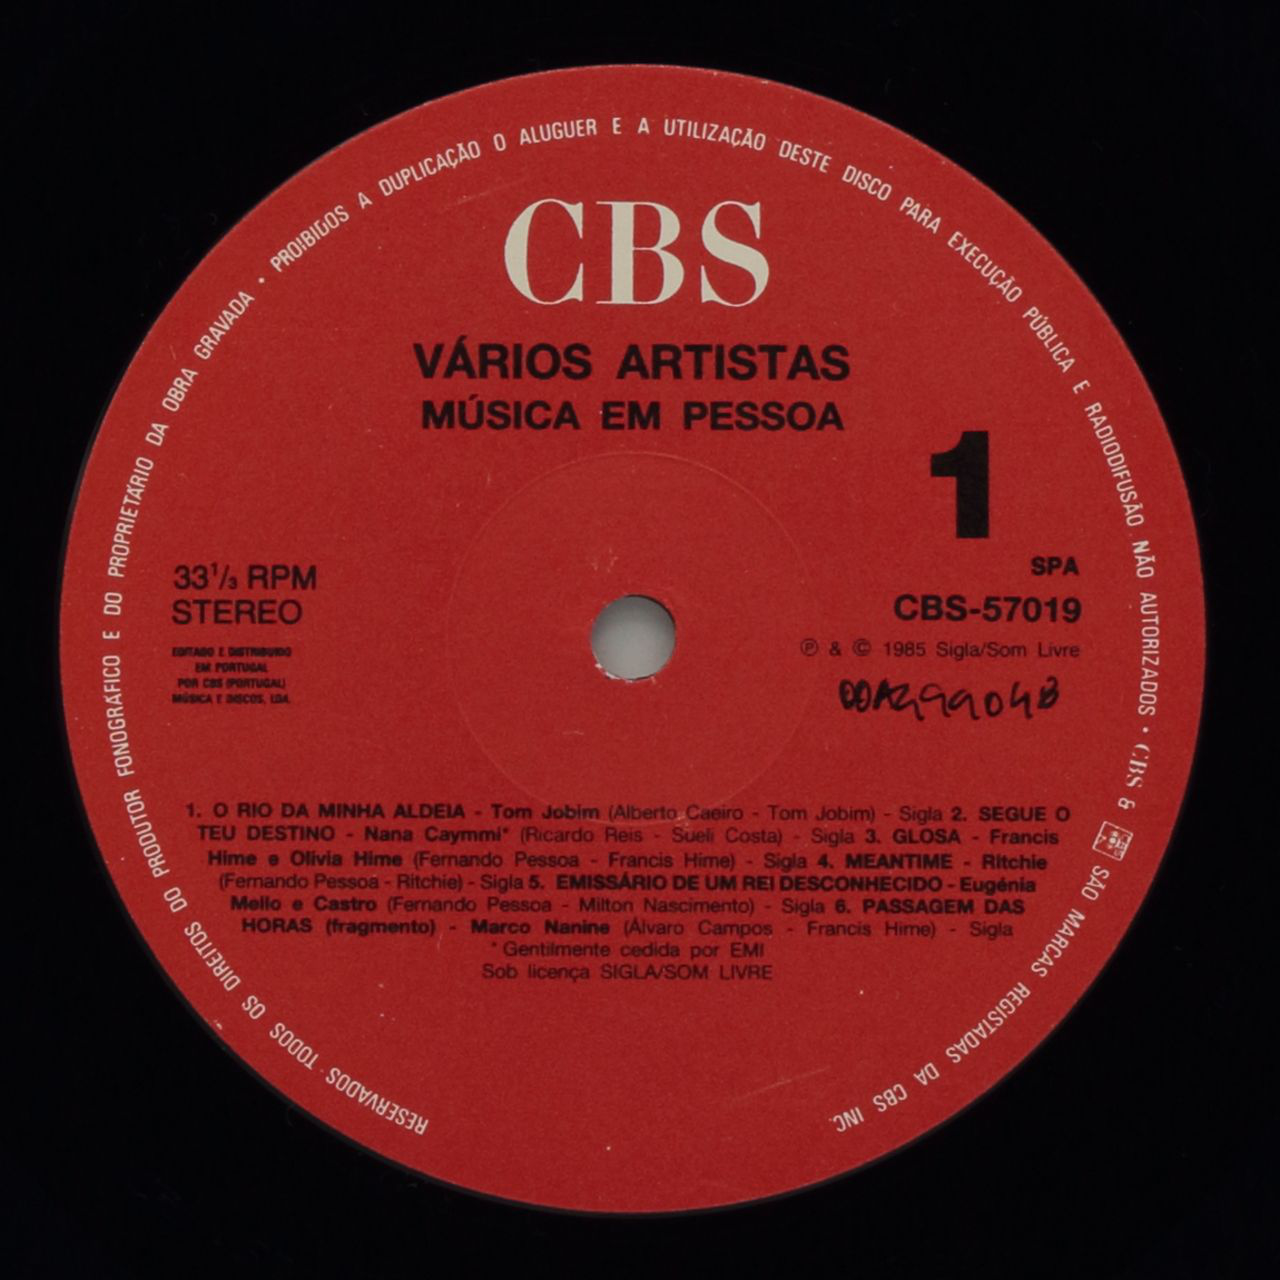 RESERVADOS TODOS OS DIREITOS DO PRODUTOR FONOGRÁFICO E DO PROPRIETÁRIO DA OBRA GRAVADA • PROIBIDOS A DUPLICAÇÃO O ALUGUER E A UTILIZAÇÃO DESTE DISCO PARA EXECUÇÃO PÚBLICA E RADIODIFUSÃO NÃO AUTORIZADOS • CBS & SÃO MARCAS REGISTADAS DA CBS INC.
CBS
VÁRIOS ARTISTAS
MÚSICA EM PESSOA
1
33 1/3 RPM
STEREO
EDITADO E DISTRIBUIDO
EM PORTUGAL
POR CBS (PORTUGAL)
MÚSICA E DISCOS, LDA.
SPA
CBS-57019
℗ & © 1985 Sigla/Som Livre
1. O RIO DA MINHA ALDEIA - Tom Jobim (Alberto Caeiro - Tom Jobim) - Sigla 2. SEGUE O
TEU DESTINO - Nana Caymmi* (Ricardo Reis - Sueli Costa) - Sigla 3. GLOSA - Francis
Hime e Olivia Hime (Fernando Pessoa - Francis Hime) - Sigla 4. MEANTIME - Ritchie
(Fernando Pessoa - Ritchie) - Sigla 5. EMISSÁRIO DE UM REI DESCONHECIDO - Eugénia
Mello e Castro (Fernando Pessoa - Milton Nascimento) - Sigla 6. PASSAGEM DAS
HORAS (fragmento) - Marco Nanine (Álvaro Campos - Francis Hime) - Sigla
* Gentilmente cedida por EMI
Sob licença SIGLA/SOM LIVRE